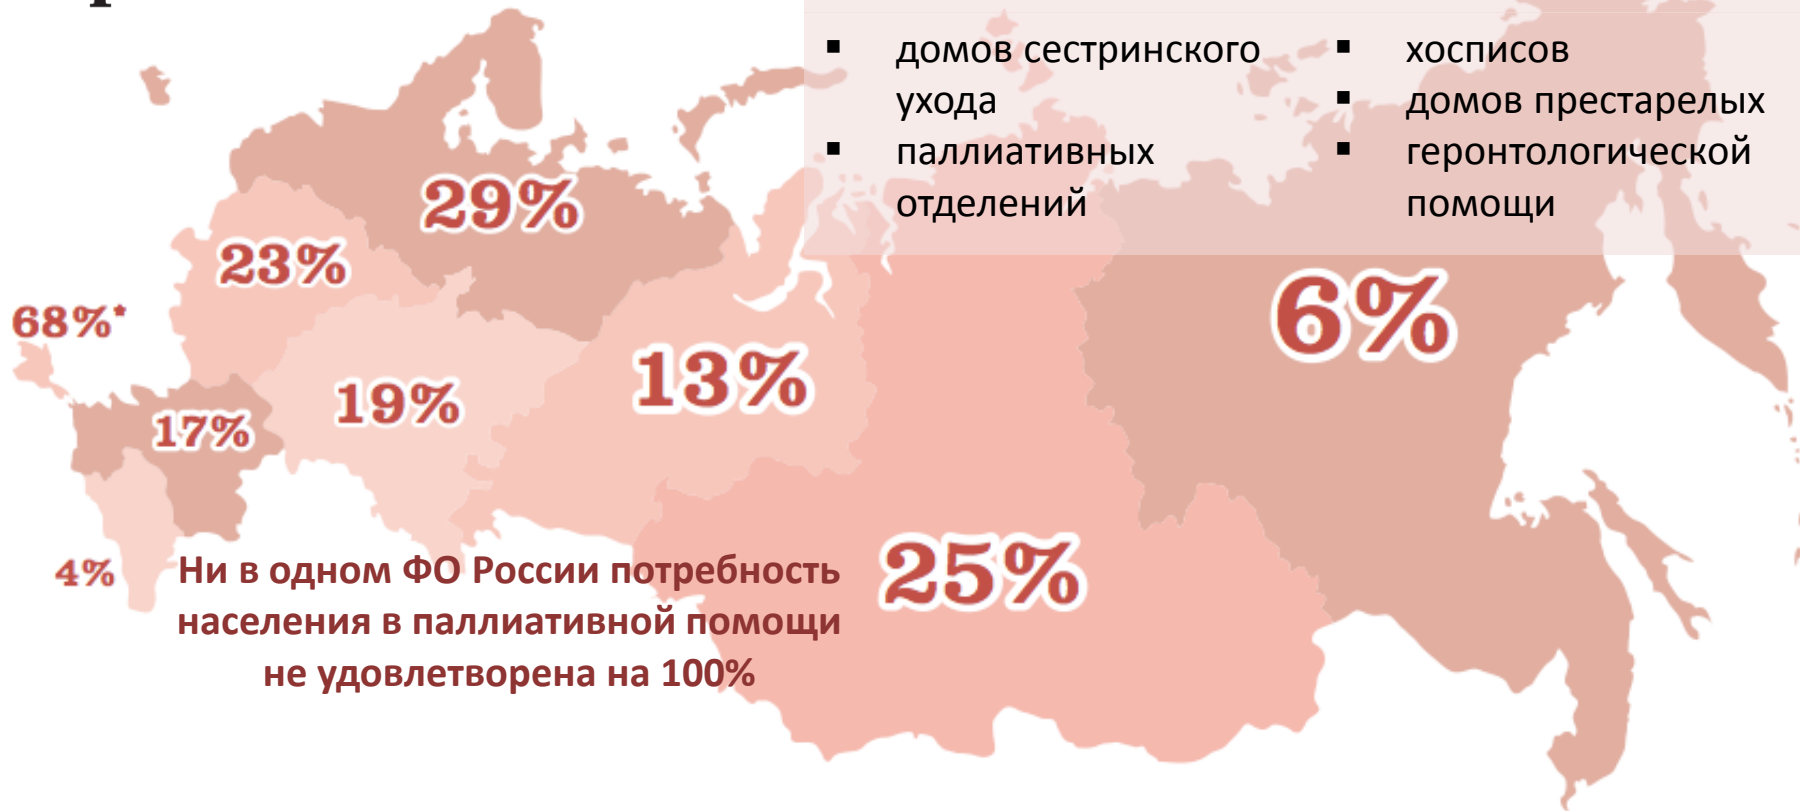 домов сестринского
ухода
паллиативных
отделений
хосписов
домов престарелых
геронтологической
помощи
29%
23%
68%*
6%
13%
19%
17%
25%
4%
Ни в одном ФО России потребность
населения в паллиативной помощи
не удовлетворена на 100%